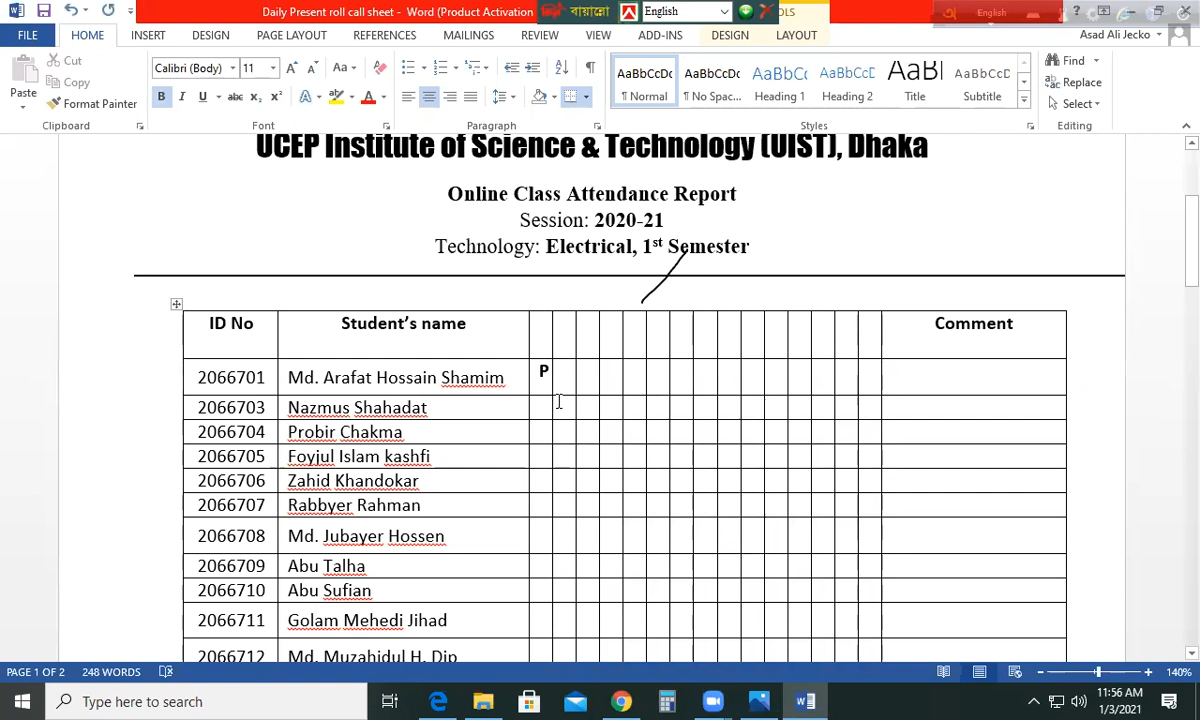 Daily Present roll call sheet - Word (Product Activation
বায়ান্নো
English
English
FILE
HOME
INSERT
DESIGN
PAGE LAYOUT
REFERENCES
MAILINGS
REVIEW
VIEW
ADD-INS
DESIGN
LAYOUT
Asad Ali Jecko
Paste
Cut
Copy
Format Painter
Clipboard
Calibri (Body)
11
Font
Paragraph
AaBbCcDc
¶ Normal
AaBbCcDc
¶ No Spac...
AaBbCc
Heading 1
AaBbCcD
Heading 2
AaBl
Title
AaBbCcD
Subtitle
Styles
Find
Replace
Select
Editing
UCEP Institute of Science & Technology (UIST), Dhaka
Online Class Attendance Report
Session: 2020-21
Technology: Electrical, 1st Semester
ID No Student's name Comment
2066701 Md. Arafat Hossain Shamim P
2066703 Nazmus Shahadat
2066704 Probir Chakma
2066705 Foyjul Islam kashfi
2066706 Zahid Khandokar
2066707 Rabbyer Rahman
2066708 Md. Jubayer Hossen
2066709 Abu Talha
2066710 Abu Sufian
2066711 Golam Mehedi Jihad
2066712 Md. Muzahidul H. Dip
PAGE 1 OF 2 248 WORDS 140%
Type here to search
11:56 AM
1/3/2021